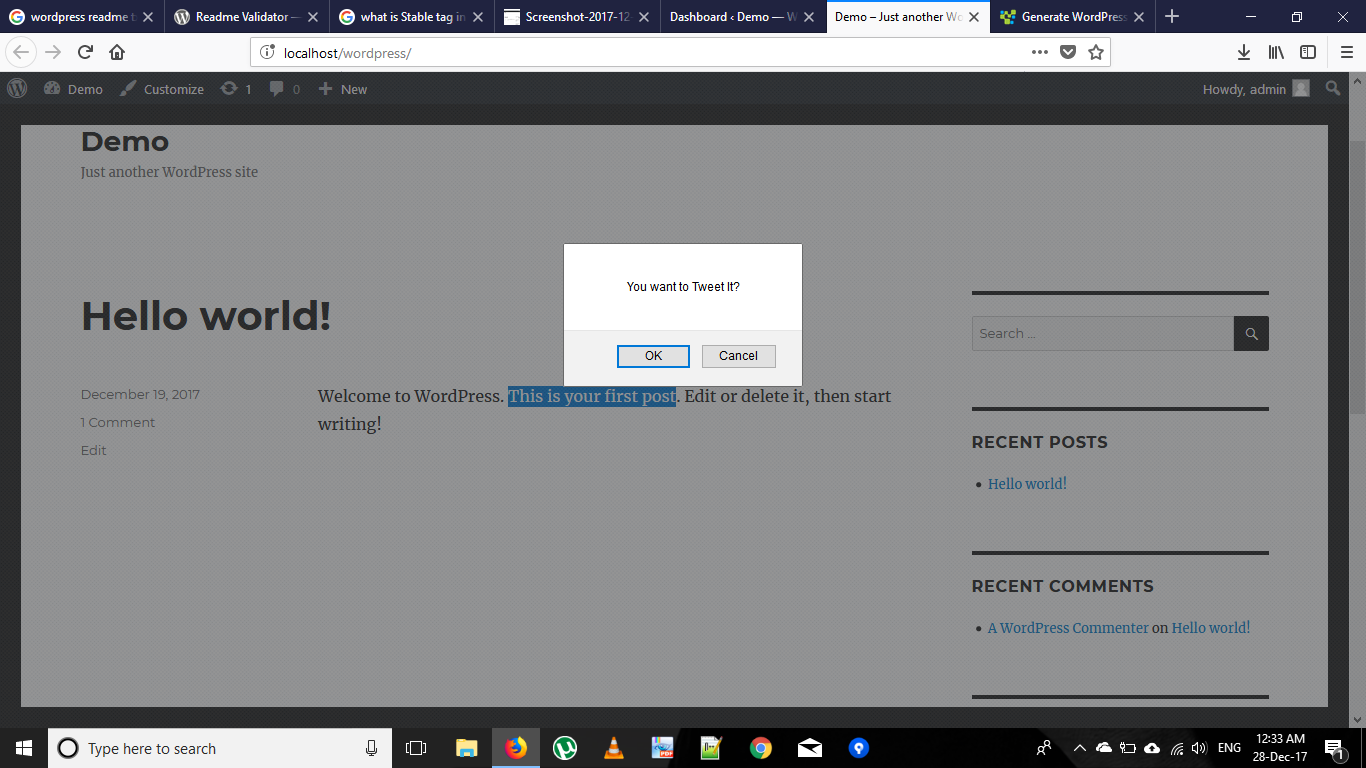 wordpress readme t
Readme Validator —
what is Stable tag in
Screenshot-2017-12
Dashboard ‹ Demo — W
Demo – Just another Wo
Generate WordPress
localhost/wordpress/
Demo
Customize
1
0
New
Howdy, admin
Demo
Just another WordPress site
You want to Tweet It?
OK
Cancel
Hello world!
December 19, 2017
1 Comment
Edit
Welcome to WordPress. This is your first post. Edit or delete it, then start
writing!
Search ...
RECENT POSTS
Hello world!
RECENT COMMENTS
A WordPress Commenter on Hello world!
Type here to search
ENG
12:33 AM
28-Dec-17
1